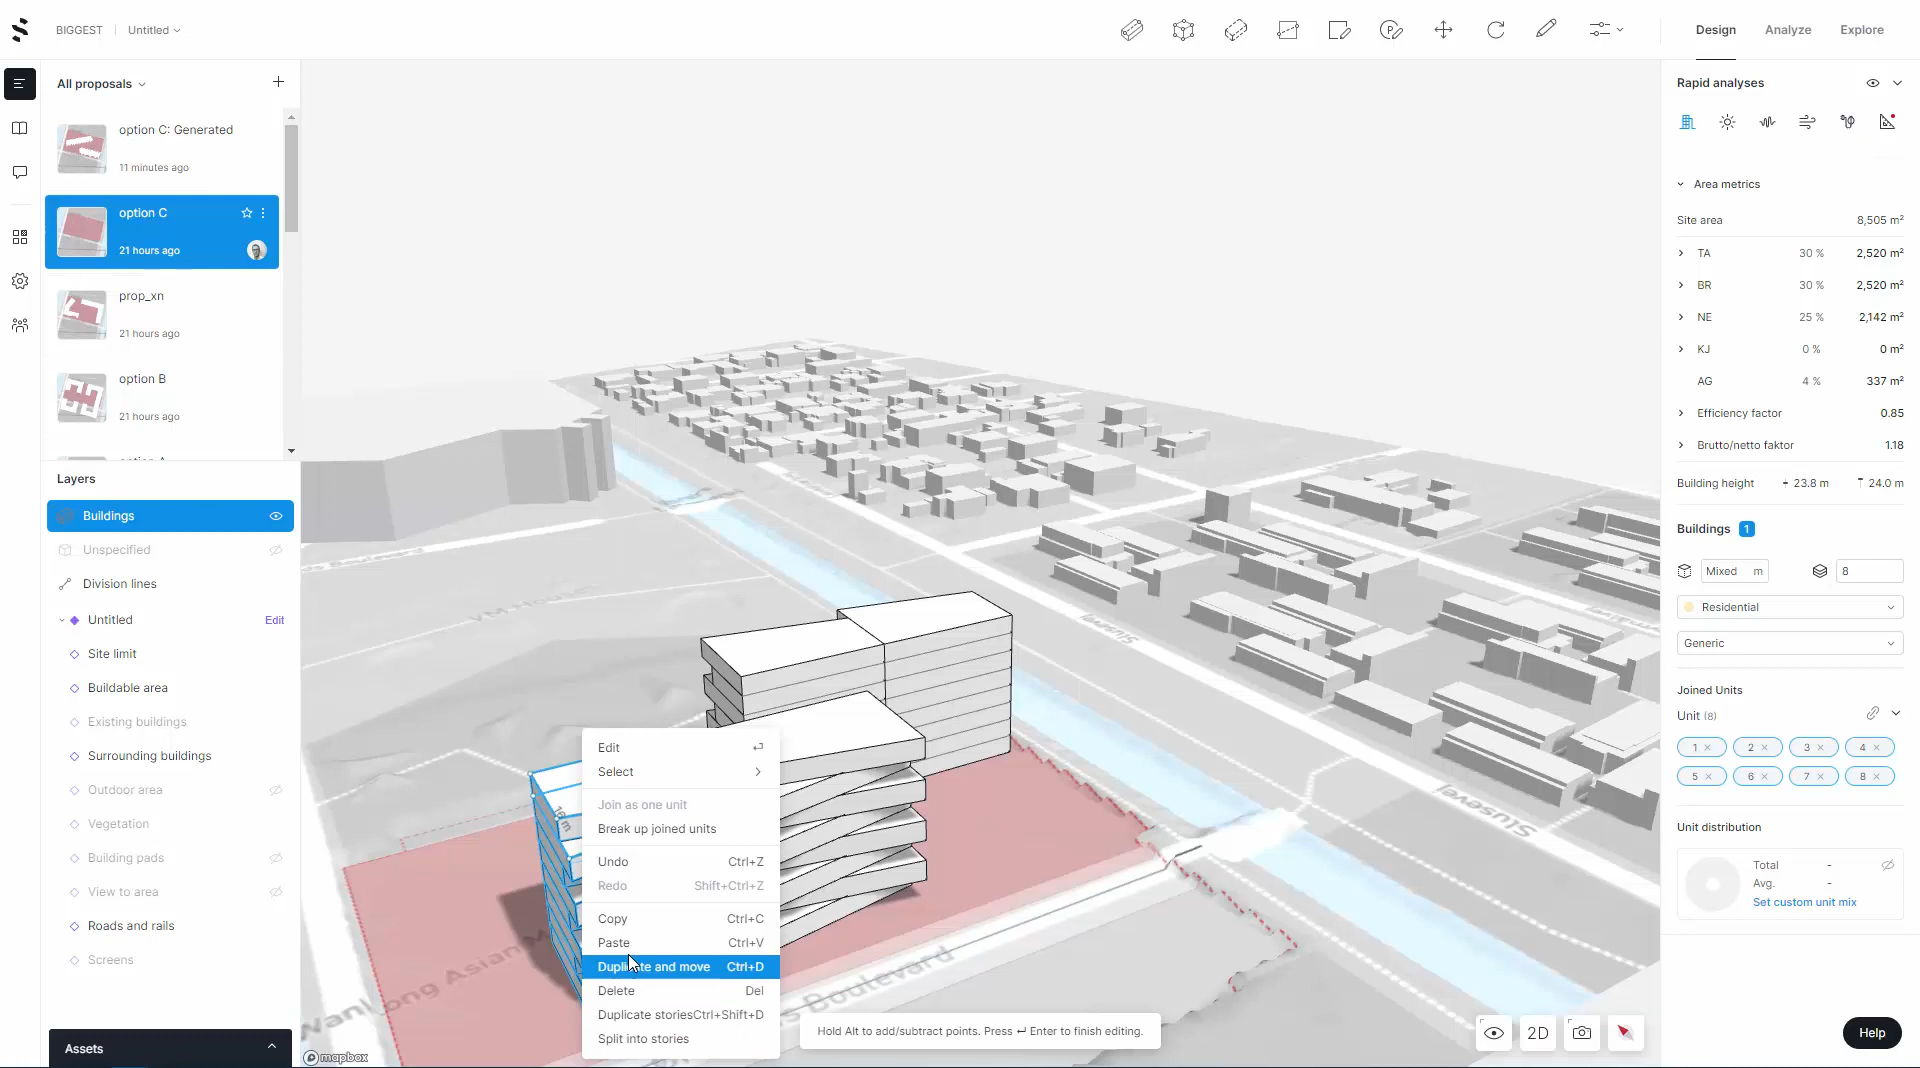 BIGGEST
Untitled
Design
Analyze
Explore
All proposals
option C: Generated
11 minutes ago
option C
21 hours ago
prop_xn
21 hours ago
option B
21 hours ago
Layers
Buildings
Unspecified
Division lines
Untitled
Edit
Site limit
Buildable area
Existing buildings
Surrounding buildings
Outdoor area
Vegetation
Building pads
View to area
Roads and rails
Screens
Assets
VM House
Slusevej
Slusevej
16 m
s Boulevard
mapbox
Edit
Select
Join as one unit
Break up joined units
Undo Ctrl+Z
Redo Shift+Ctrl+Z
Copy Ctrl+C
Paste Ctrl+V
Duplicate and move Ctrl+D
Delete Del
Duplicate stories Ctrl+Shift+D
Split into stories
Hold Alt to add/subtract points. Press ↵ Enter to finish editing.
2D
Help
Rapid analyses
Area metrics
Site area 8,505 m²
TA 30 % 2,520 m²
BR 30 % 2,520 m²
NE 25 % 2,142 m²
KJ 0 % 0 m²
AG 4 % 337 m²
Efficiency factor 0.85
Brutto/netto faktor 1.18
Building height 23.8 m 24.0 m
Buildings 1
Mixed m 8
Residential
Generic
Joined Units
Unit (8)
1 × 2 × 3 × 4 ×
5 × 6 × 7 × 8 ×
Unit distribution
Total -
Avg. -
Set custom unit mix